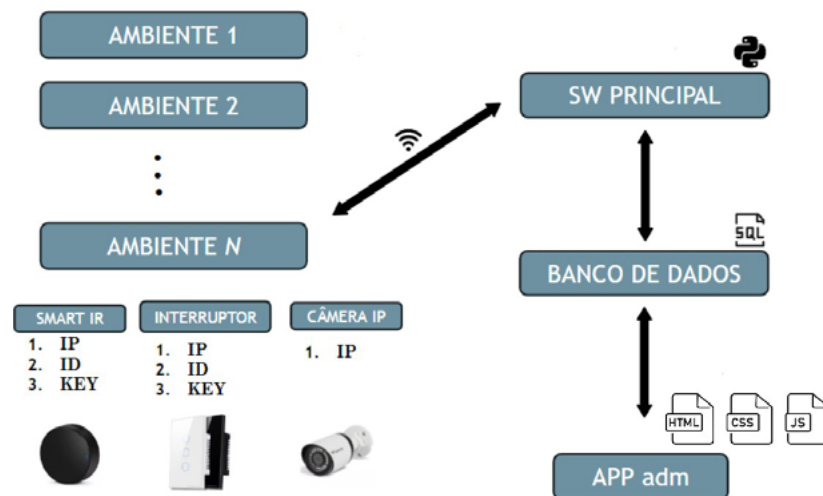 AMBIENTE 1
AMBIENTE 2
AMBIENTE N
SMART IR
1. IP
2. ID
3. KEY
INTERRUPTOR
1. IP
2. ID
3. KEY
CÂMERA IP
1. IP
SW PRINCIPAL
SQL
BANCO DE DADOS
HTML
CSS
JS
APP adm